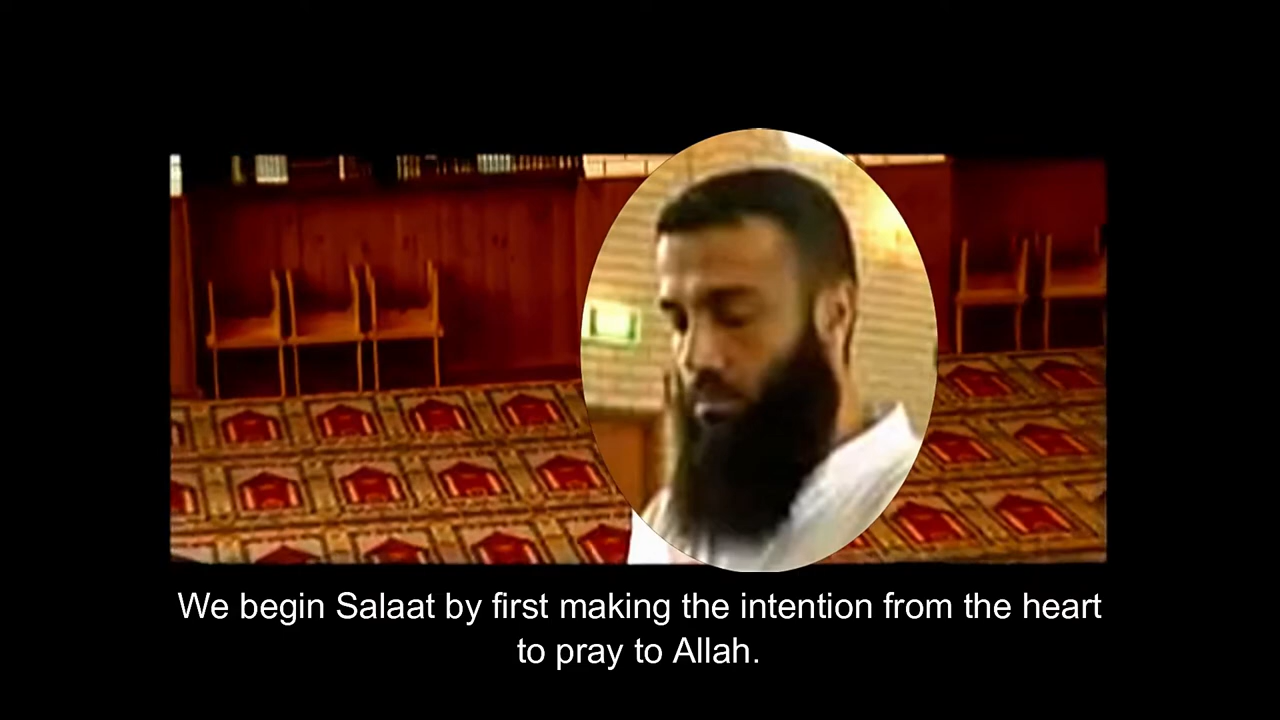 We begin Salaat by first making the intention from the heart
to pray to Allah.